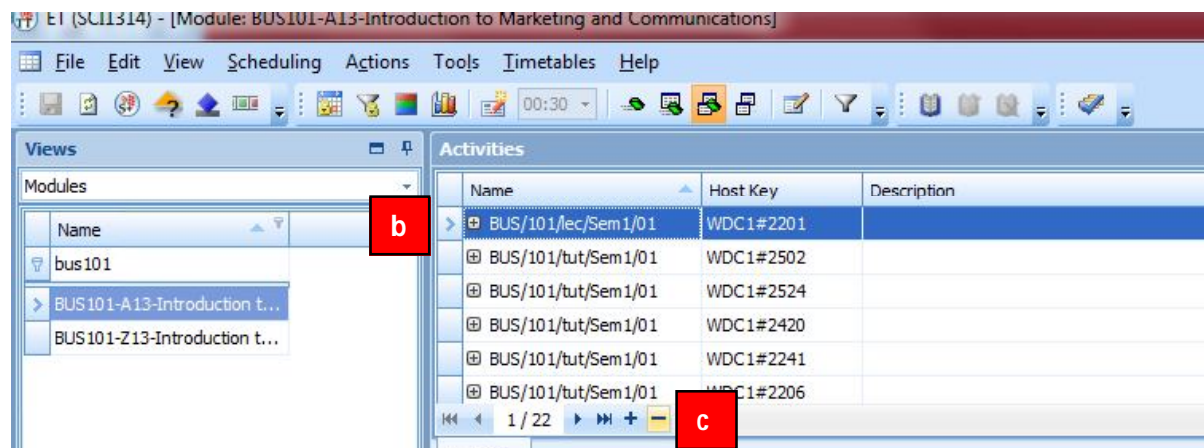 ET (SCI1314) - [Module: BUS101-A13-Introduction to Marketing and Communications]
File Edit View Scheduling Actions Tools Timetables Help
00:30
Views
Modules
Name
bus101
BUS101-A13-Introduction t...
BUS101-Z13-Introduction t...
b
Activities
Name Host Key Description
BUS/101/lec/Sem1/01 WDC1#2201
BUS/101/tut/Sem1/01 WDC1#2502
BUS/101/tut/Sem1/01 WDC1#2524
BUS/101/tut/Sem1/01 WDC1#2420
BUS/101/tut/Sem1/01 WDC1#2241
BUS/101/tut/Sem1/01 WDC1#2206
1 / 22
c